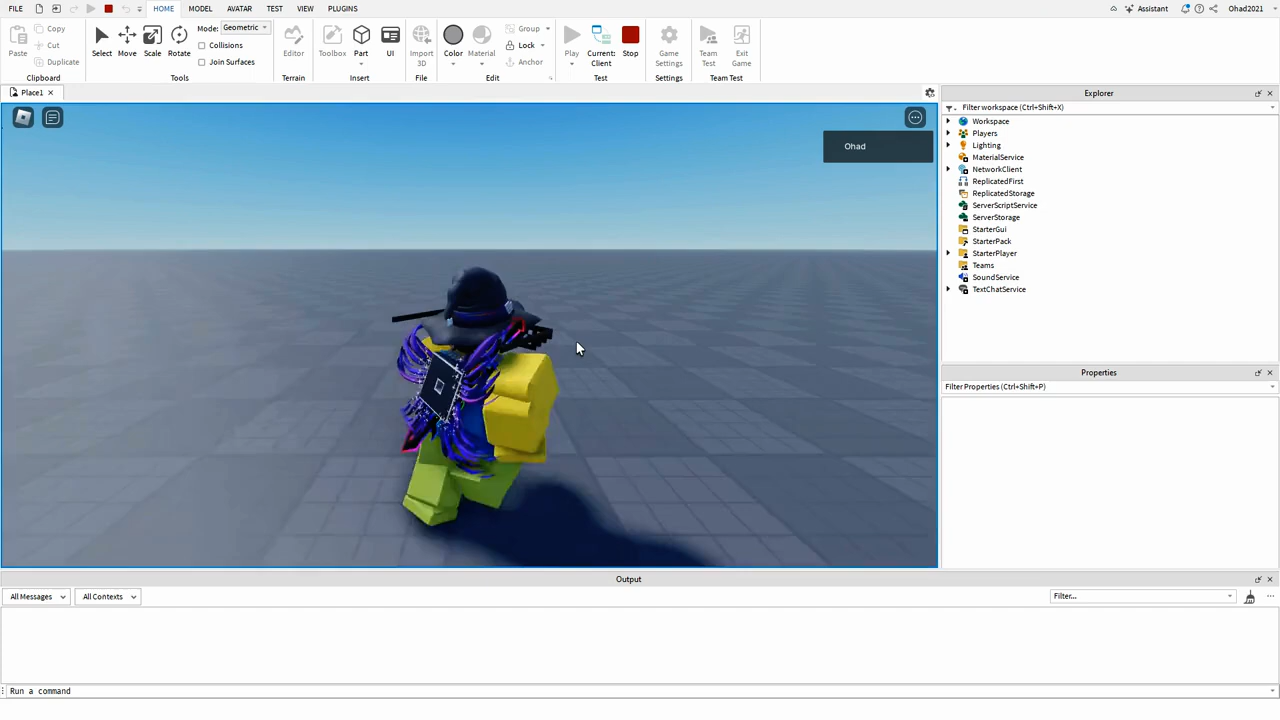 FILE HOME MODEL AVATAR TEST VIEW PLUGINS Assistant Ohad2021
Paste Copy Cut Duplicate Clipboard
Select Move Scale Rotate Mode: Geometric Collisions Join Surfaces Tools
Editor Terrain
Toolbox Part UI Insert
Import 3D File
Color Material Group Lock Anchor Edit
Play Current: Client Stop Test
Game Settings Settings
Team Test Exit Game Team Test
Place1
Ohad
Explorer
Filter workspace (Ctrl+Shift+X)
Workspace
Players
Lighting
MaterialService
NetworkClient
ReplicatedFirst
ReplicatedStorage
ServerScriptService
ServerStorage
StarterGui
StarterPack
StarterPlayer
Teams
SoundService
TextChatService
Properties
Filter Properties (Ctrl+Shift+P)
Output
All Messages All Contexts Filter...
Run a command